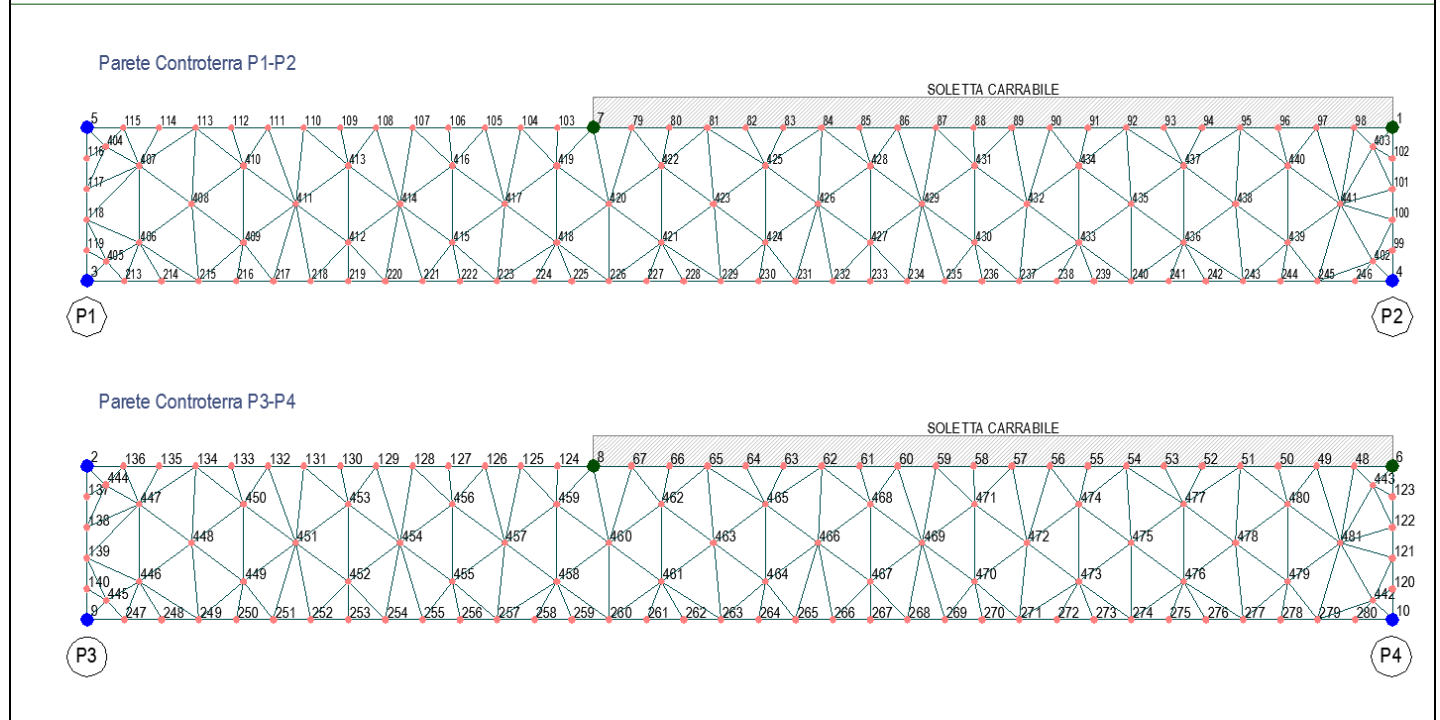 Parete Controterra P1-P2
SOLETTA CARRABILE
5 115 114 113 112 111 110 109 108 107 106 105 104 103 7 79 80 81 82 83 84 85 86 87 88 89 90 91 92 93 94 95 96 97 98 1
404 403
116 407 410 413 416 419 422 425 428 431 434 437 440 102
117 101
408 411 414 417 420 423 426 429 432 435 438 441
118 100
119 406 409 412 415 418 421 424 427 430 433 436 439 99
405 402
3 213 214 215 216 217 218 219 220 221 222 223 224 225 226 227 228 229 230 231 232 233 234 235 236 237 238 239 240 241 242 243 244 245 246 4
P1 P2
Parete Controterra P3-P4
SOLETTA CARRABILE
2 136 135 134 133 132 131 130 129 128 127 126 125 124 8 67 66 65 64 63 62 61 60 59 58 57 56 55 54 53 52 51 50 49 48 6
444 443
137 447 450 453 456 459 462 465 468 471 474 477 480 123
138 122
448 451 454 457 460 463 466 469 472 475 478 481
139 121
140 446 449 452 455 458 461 464 467 470 473 476 479 120
445 442
9 247 248 249 250 251 252 253 254 255 256 257 258 259 260 261 262 263 264 265 266 267 268 269 270 271 272 273 274 275 276 277 278 279 280 10
P3 P4